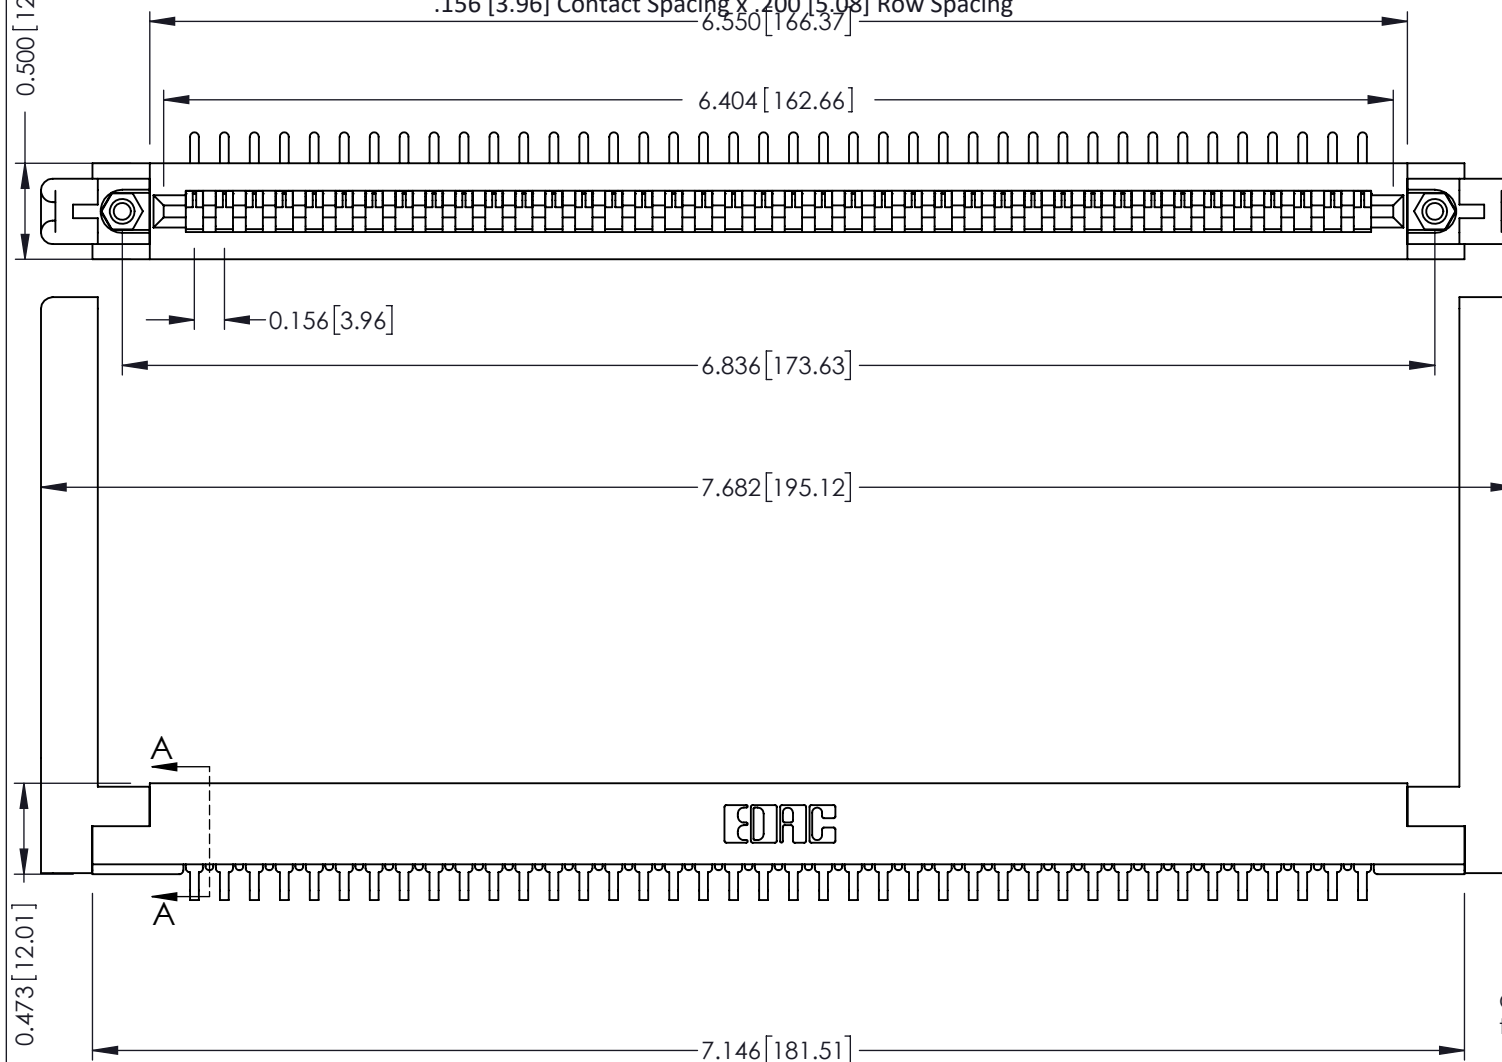 .156 [3.96] Contact Spacing x .200 [5.08] Row Spacing
6.550[166.37]
0.500[12
6.404[162.66]
0.156[3.96]
6.836[173.63]
7.682[195.12]
A
EDAC
A
0.473[12.01]
7.146[181.51]